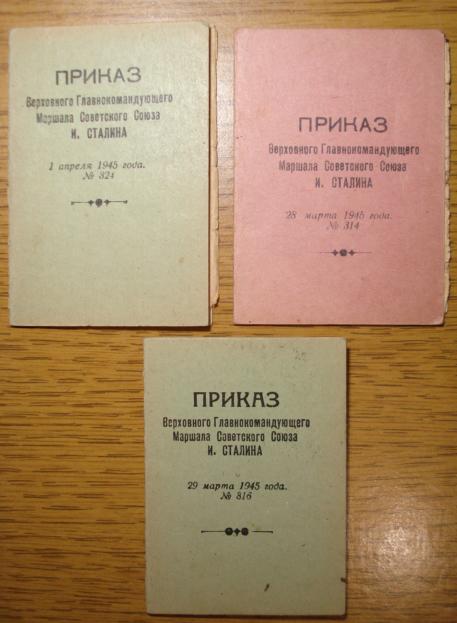 ПРИКАЗ
Верховного Главнокомандующего
Маршала Советского Союза
И. СТАЛИНА
1 апреля 1945 года.
№ 324
ПРИКАЗ
Верховного Главнокомандующего
Маршала Советского Союза
И. СТАЛИНА
28 марта 1945 года.
№ 314
ПРИКАЗ
Верховного Главнокомандующего
Маршала Советского Союза
И. СТАЛИНА
29 марта 1945 года.
№ 316